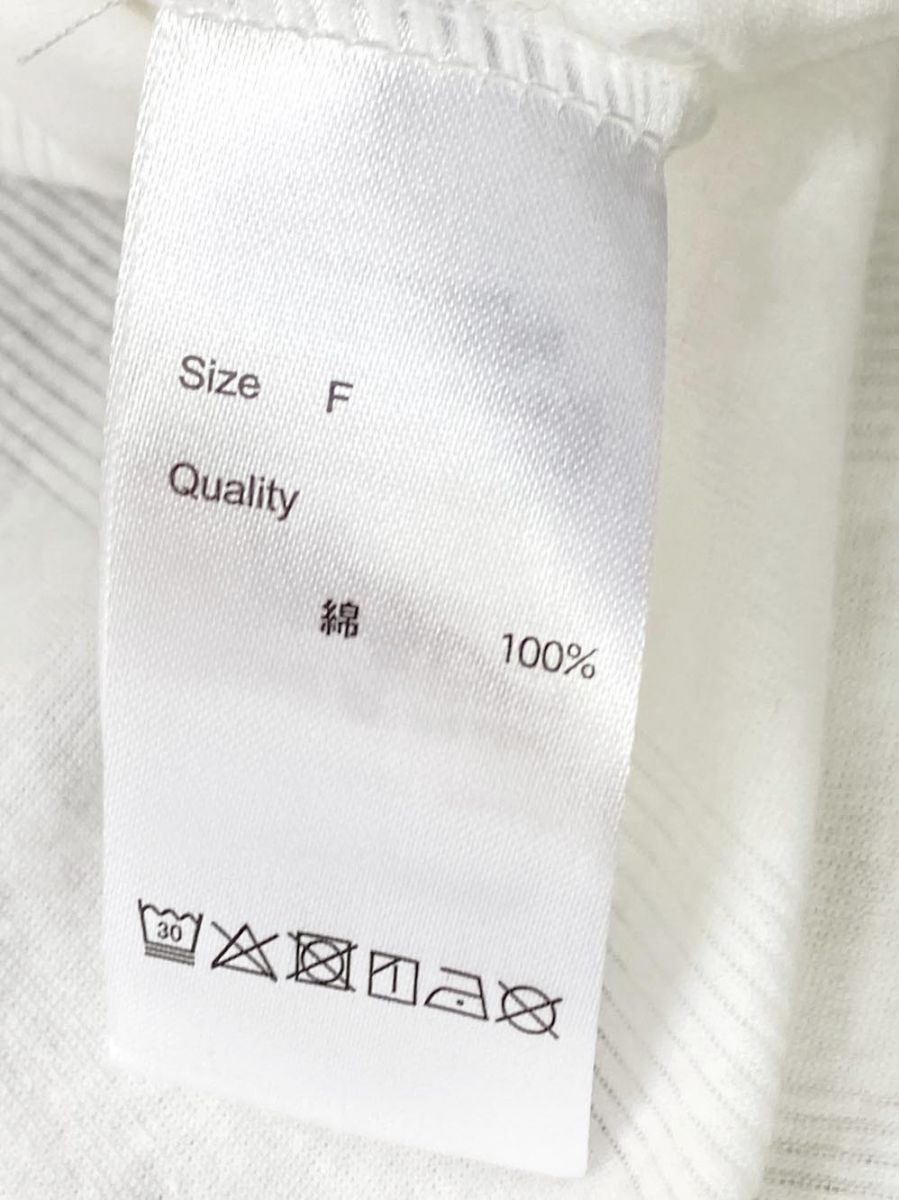 Size F
Quality
綿 100%
30